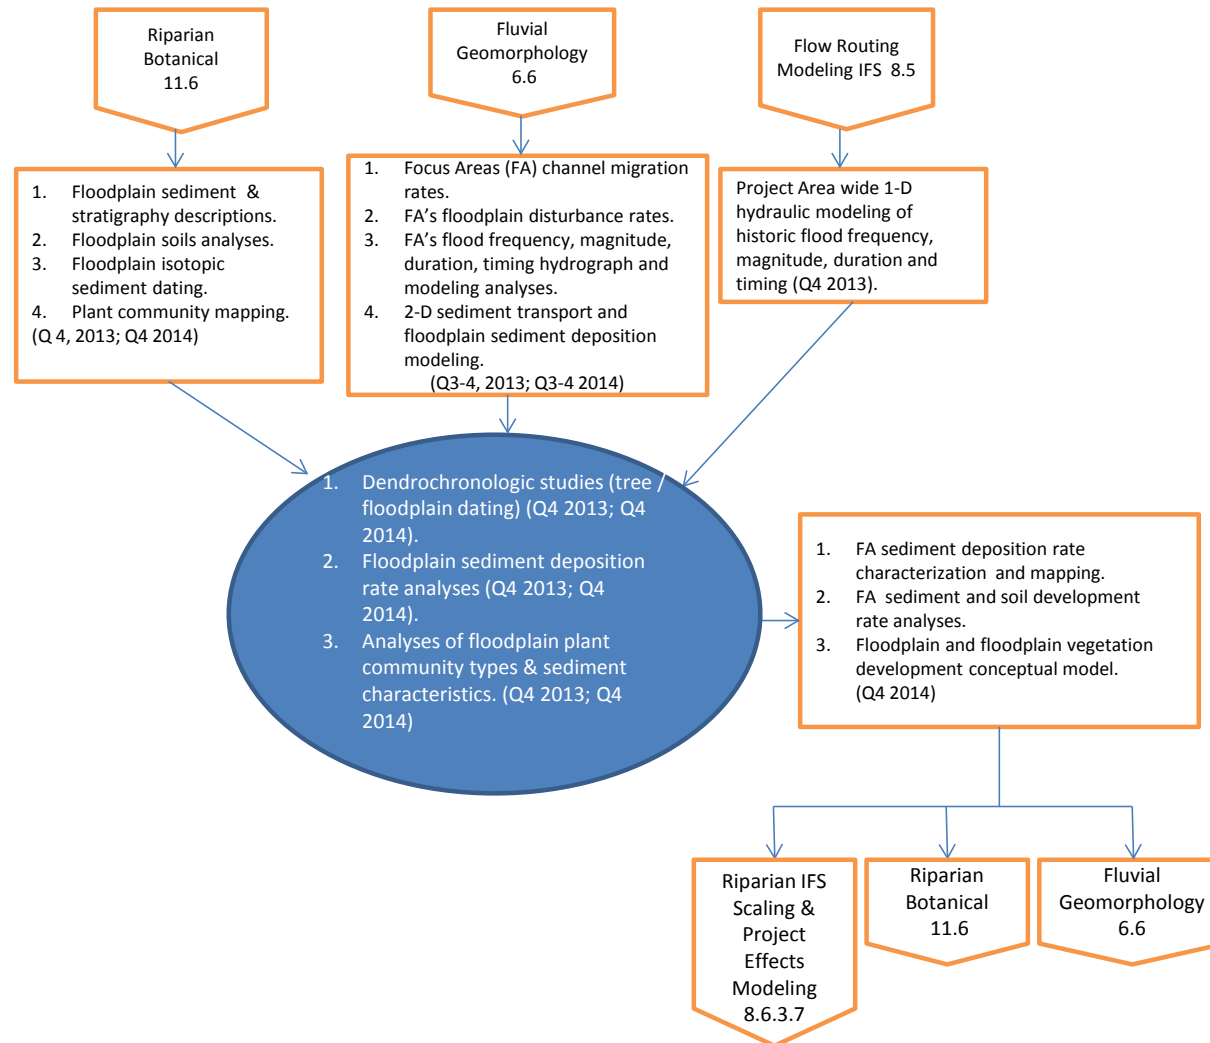 Riparian
Botanical
11.6
Fluvial
Geomorphology
6.6
Flow Routing
Modeling IFS 8.5
1. Floodplain sediment &
stratigraphy descriptions.
2. Floodplain soils analyses.
3. Floodplain isotopic
sediment dating.
4. Plant community mapping.
(Q 4, 2013; Q4 2014)
1. Focus Areas (FA) channel migration
rates.
2. FA's floodplain disturbance rates.
3. FA's flood frequency, magnitude,
duration, timing hydrograph and
modeling analyses.
4. 2-D sediment transport and
floodplain sediment deposition
modeling.
(Q3-4, 2013; Q3-4 2014)
Project Area wide 1-D
hydraulic modeling of
historic flood frequency,
magnitude, duration and
timing (Q4 2013).
1. Dendrochronologic studies (tree /
floodplain dating) (Q4 2013; Q4
2014).
2. Floodplain sediment deposition
rate analyses (Q4 2013; Q4
2014).
3. Analyses of floodplain plant
community types & sediment
characteristics. (Q4 2013; Q4
2014)
1. FA sediment deposition rate
characterization and mapping.
2. FA sediment and soil development
rate analyses.
3. Floodplain and floodplain vegetation
development conceptual model.
(Q4 2014)
Riparian IFS
Scaling &
Project
Effects
Modeling
8.6.3.7
Riparian
Botanical
11.6
Fluvial
Geomorphology
6.6